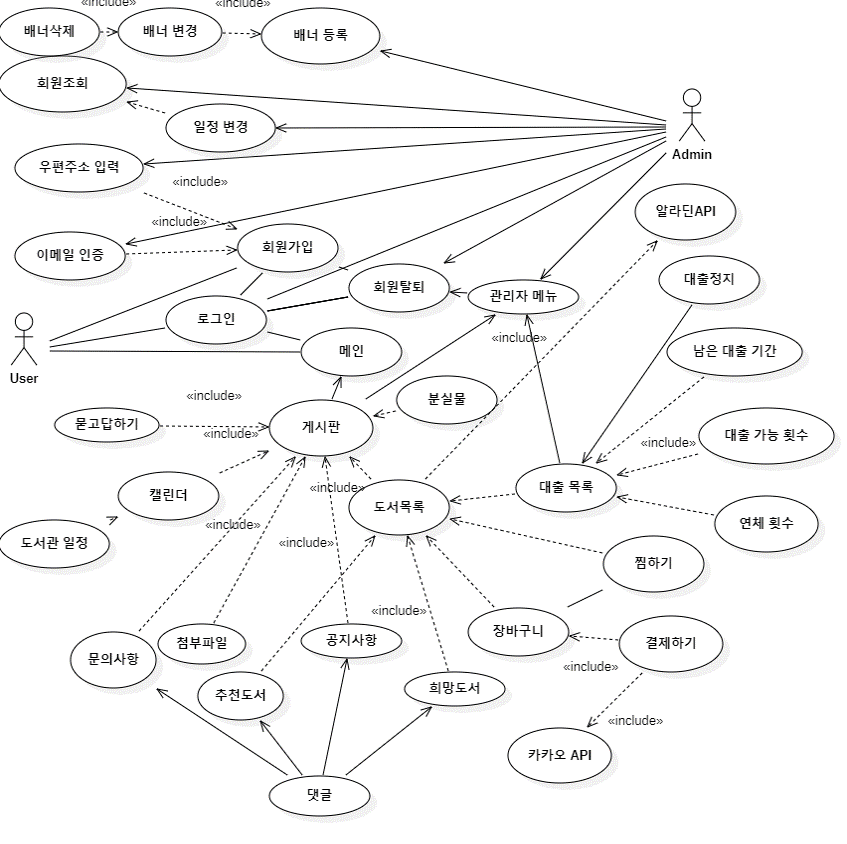 «include»
«include»
배너삭제
배너 변경
배너 등록
회원조회
일정 변경
Admin
우편주소 입력
«include»
알라딘API
«include»
회원가입
이메일 인증
대출정지
회원탈퇴
관리자 메뉴
로그인
«include»
메인
남은 대출 기간
User
«include»
분실물
묻고답하기
게시판
«include»
대출 가능 횟수
«include»
캘린더
«include»
도서목록
대출 목록
«include»
연체 횟수
도서관 일정
«include»
찜하기
«include»
장바구니
첨부파일
공지사항
결제하기
문의사항
«include»
추천도서
희망도서
«include»
카카오 API
댓글